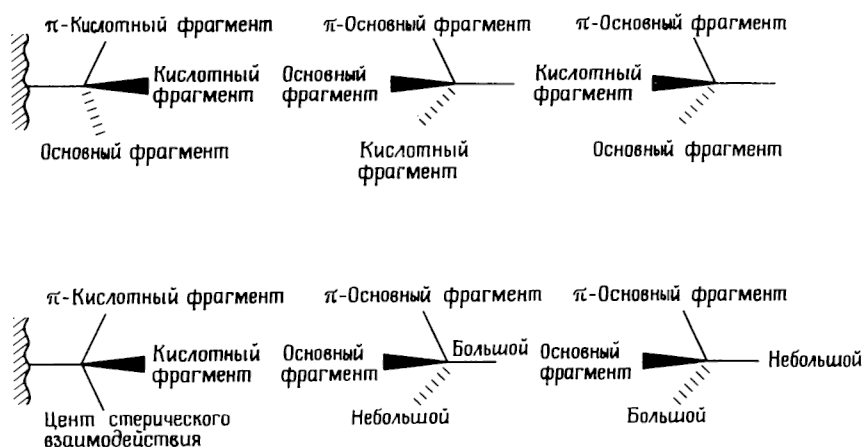 π-Кислотный фрагмент
π-Основный фрагмент
π-Основный фрагмент
Кислотный
фрагмент
Основный
фрагмент
Кислотный
фрагмент
Основный фрагмент
Кислотный
фрагмент
Основный фрагмент
π-Кислотный фрагмент
π-Основный фрагмент
π-Основный фрагмент
Кислотный
фрагмент
Основный
фрагмент
Большой
Основный
фрагмент
Небольшой
Цент стерического
взаимодействия
Небольшой
Большой